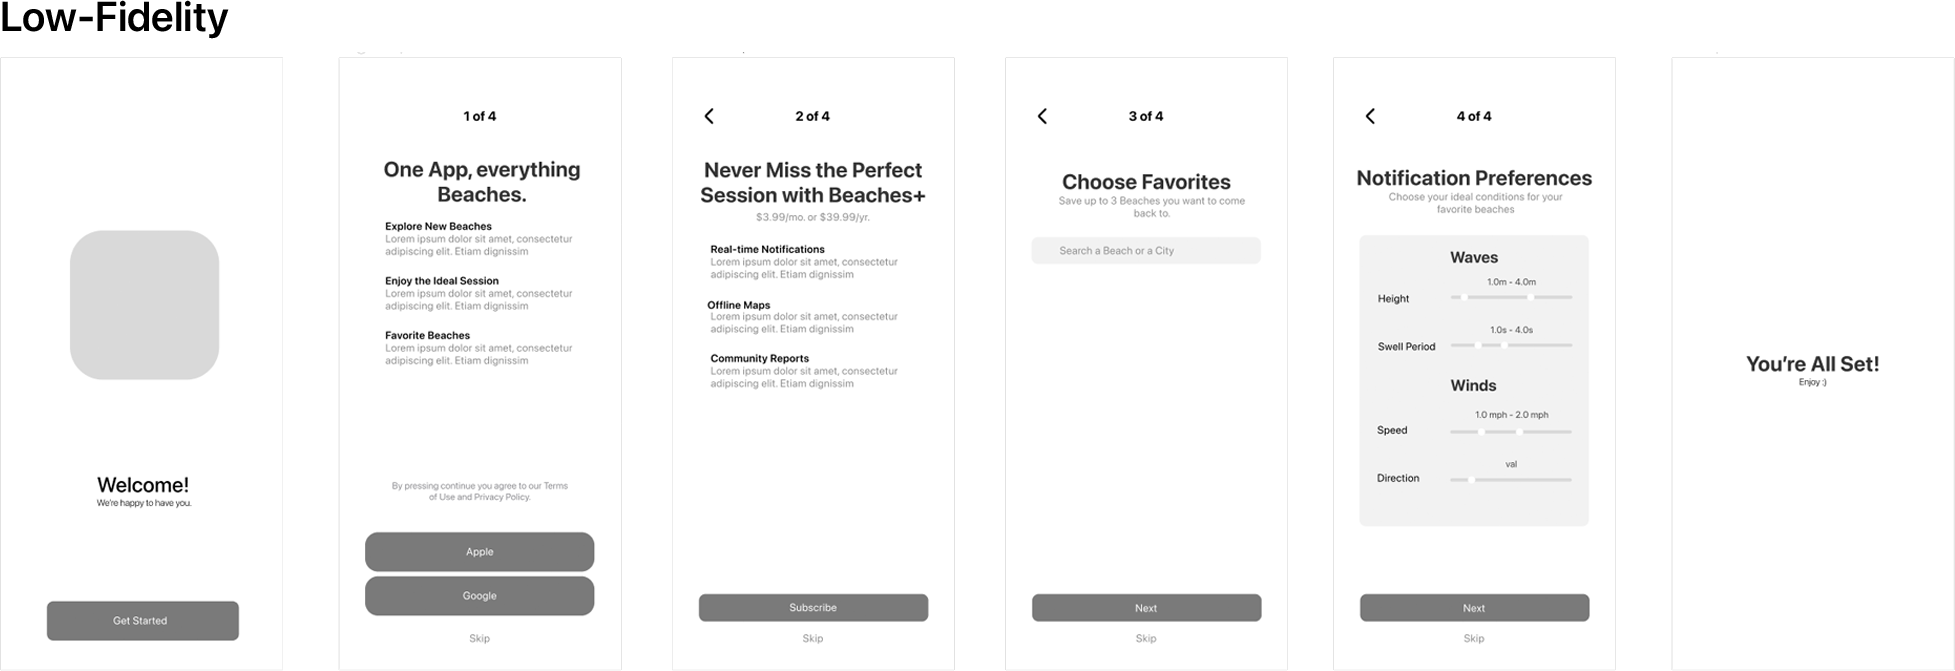 Low-Fidelity
Welcome!
We're happy to have you.
Get Started
1 of 4
One App, everything
Beaches.
Explore New Beaches
Lorem ipsum dolor sit amet, consectetur
adipiscing elit. Etiam dignissim
Enjoy the Ideal Session
Lorem ipsum dolor sit amet, consectetur
adipiscing elit. Etiam dignissim
Favorite Beaches
Lorem ipsum dolor sit amet, consectetur
adipiscing elit. Etiam dignissim
By pressing continue you agree to our Terms
of Use and Privacy Policy.
Apple
Google
Skip
2 of 4
Never Miss the Perfect
Session with Beaches+
$3.99/mo. or $39.99/yr.
Real-time Notifications
Lorem ipsum dolor sit amet, consectetur
adipiscing elit. Etiam dignissim
Offline Maps
Lorem ipsum dolor sit amet, consectetur
adipiscing elit. Etiam dignissim
Community Reports
Lorem ipsum dolor sit amet, consectetur
adipiscing elit. Etiam dignissim
Subscribe
Skip
3 of 4
Choose Favorites
Save up to 3 Beaches you want to come
back to.
Search a Beach or a City
Next
Skip
4 of 4
Notification Preferences
Choose your ideal conditions for your
favorite beaches
Waves
1.0m - 4.0m
Height
1.0s - 4.0s
Swell Period
Winds
1.0 mph - 2.0 mph
Speed
val
Direction
Next
Skip
You're All Set!
Enjoy :)